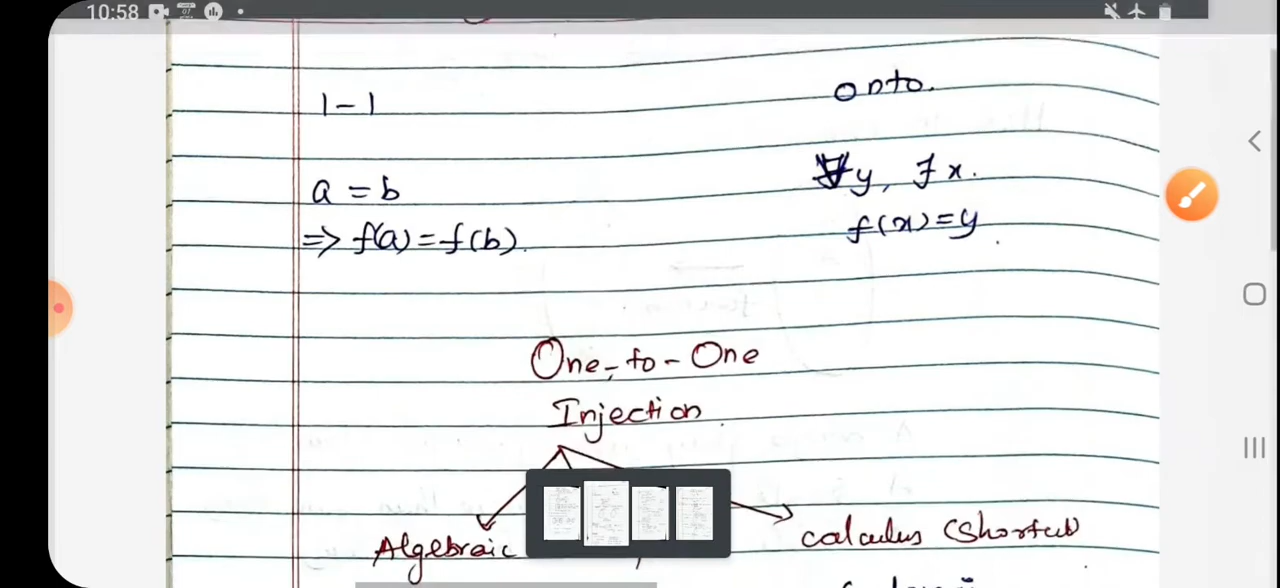 10:58
1-1
onto.
a = b
⇒ f(a) = f(b).
∀y, ∃x.
f(x) = y.
One-to-One
Injection.
Algebraic
calculus (Shortcut)